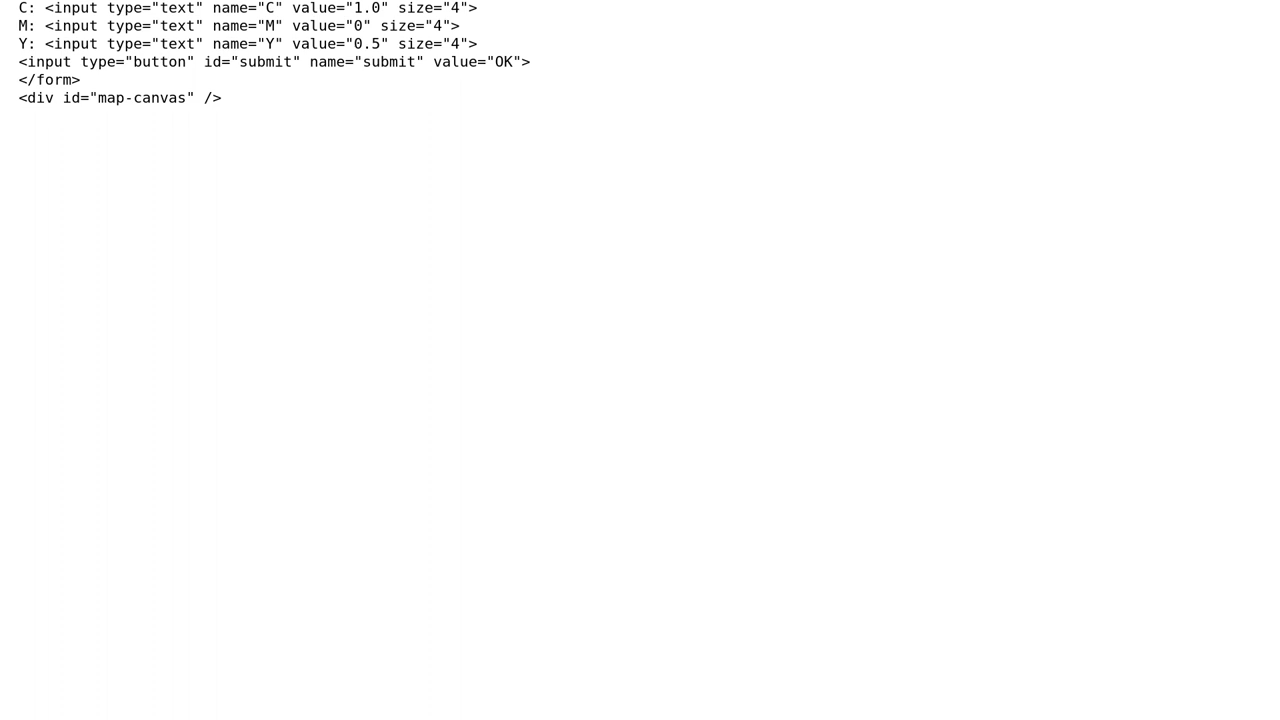 C: <input type="text" name="C" value="1.0" size="4">
M: <input type="text" name="M" value="0" size="4">
Y: <input type="text" name="Y" value="0.5" size="4">
<input type="button" id="submit" name="submit" value="OK">
</form>
<div id="map-canvas" />